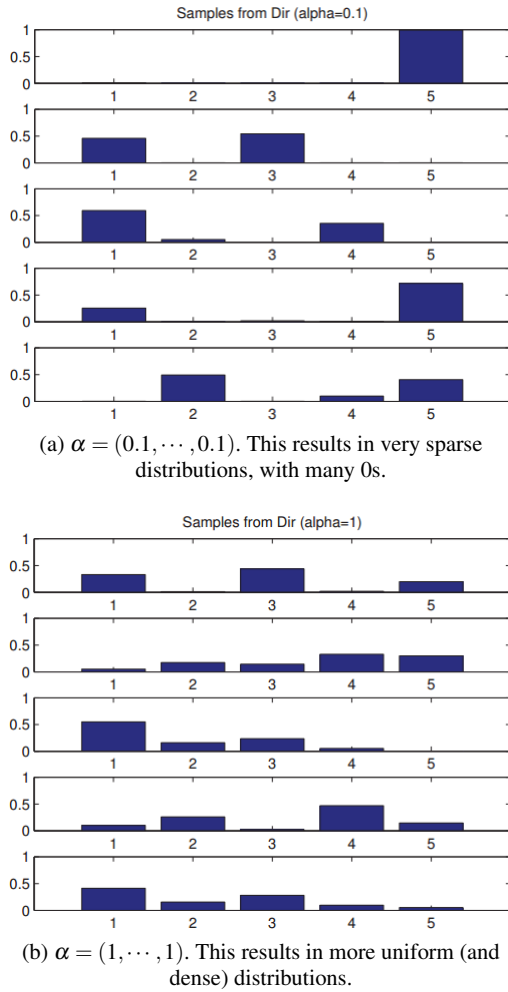 Samples from Dir (alpha=0.1)
1
0.5
0
1 2 3 4 5
1
0.5
0
1 2 3 4 5
1
0.5
0
1 2 3 4 5
1
0.5
0
1 2 3 4 5
1
0.5
0
1 2 3 4 5
(a) α = (0.1, ⋯ , 0.1). This results in very sparse
distributions, with many 0s.
Samples from Dir (alpha=1)
1
0.5
0
1 2 3 4 5
1
0.5
0
1 2 3 4 5
1
0.5
0
1 2 3 4 5
1
0.5
0
1 2 3 4 5
1
0.5
0
1 2 3 4 5
(b) α = (1, ⋯ , 1). This results in more uniform (and
dense) distributions.